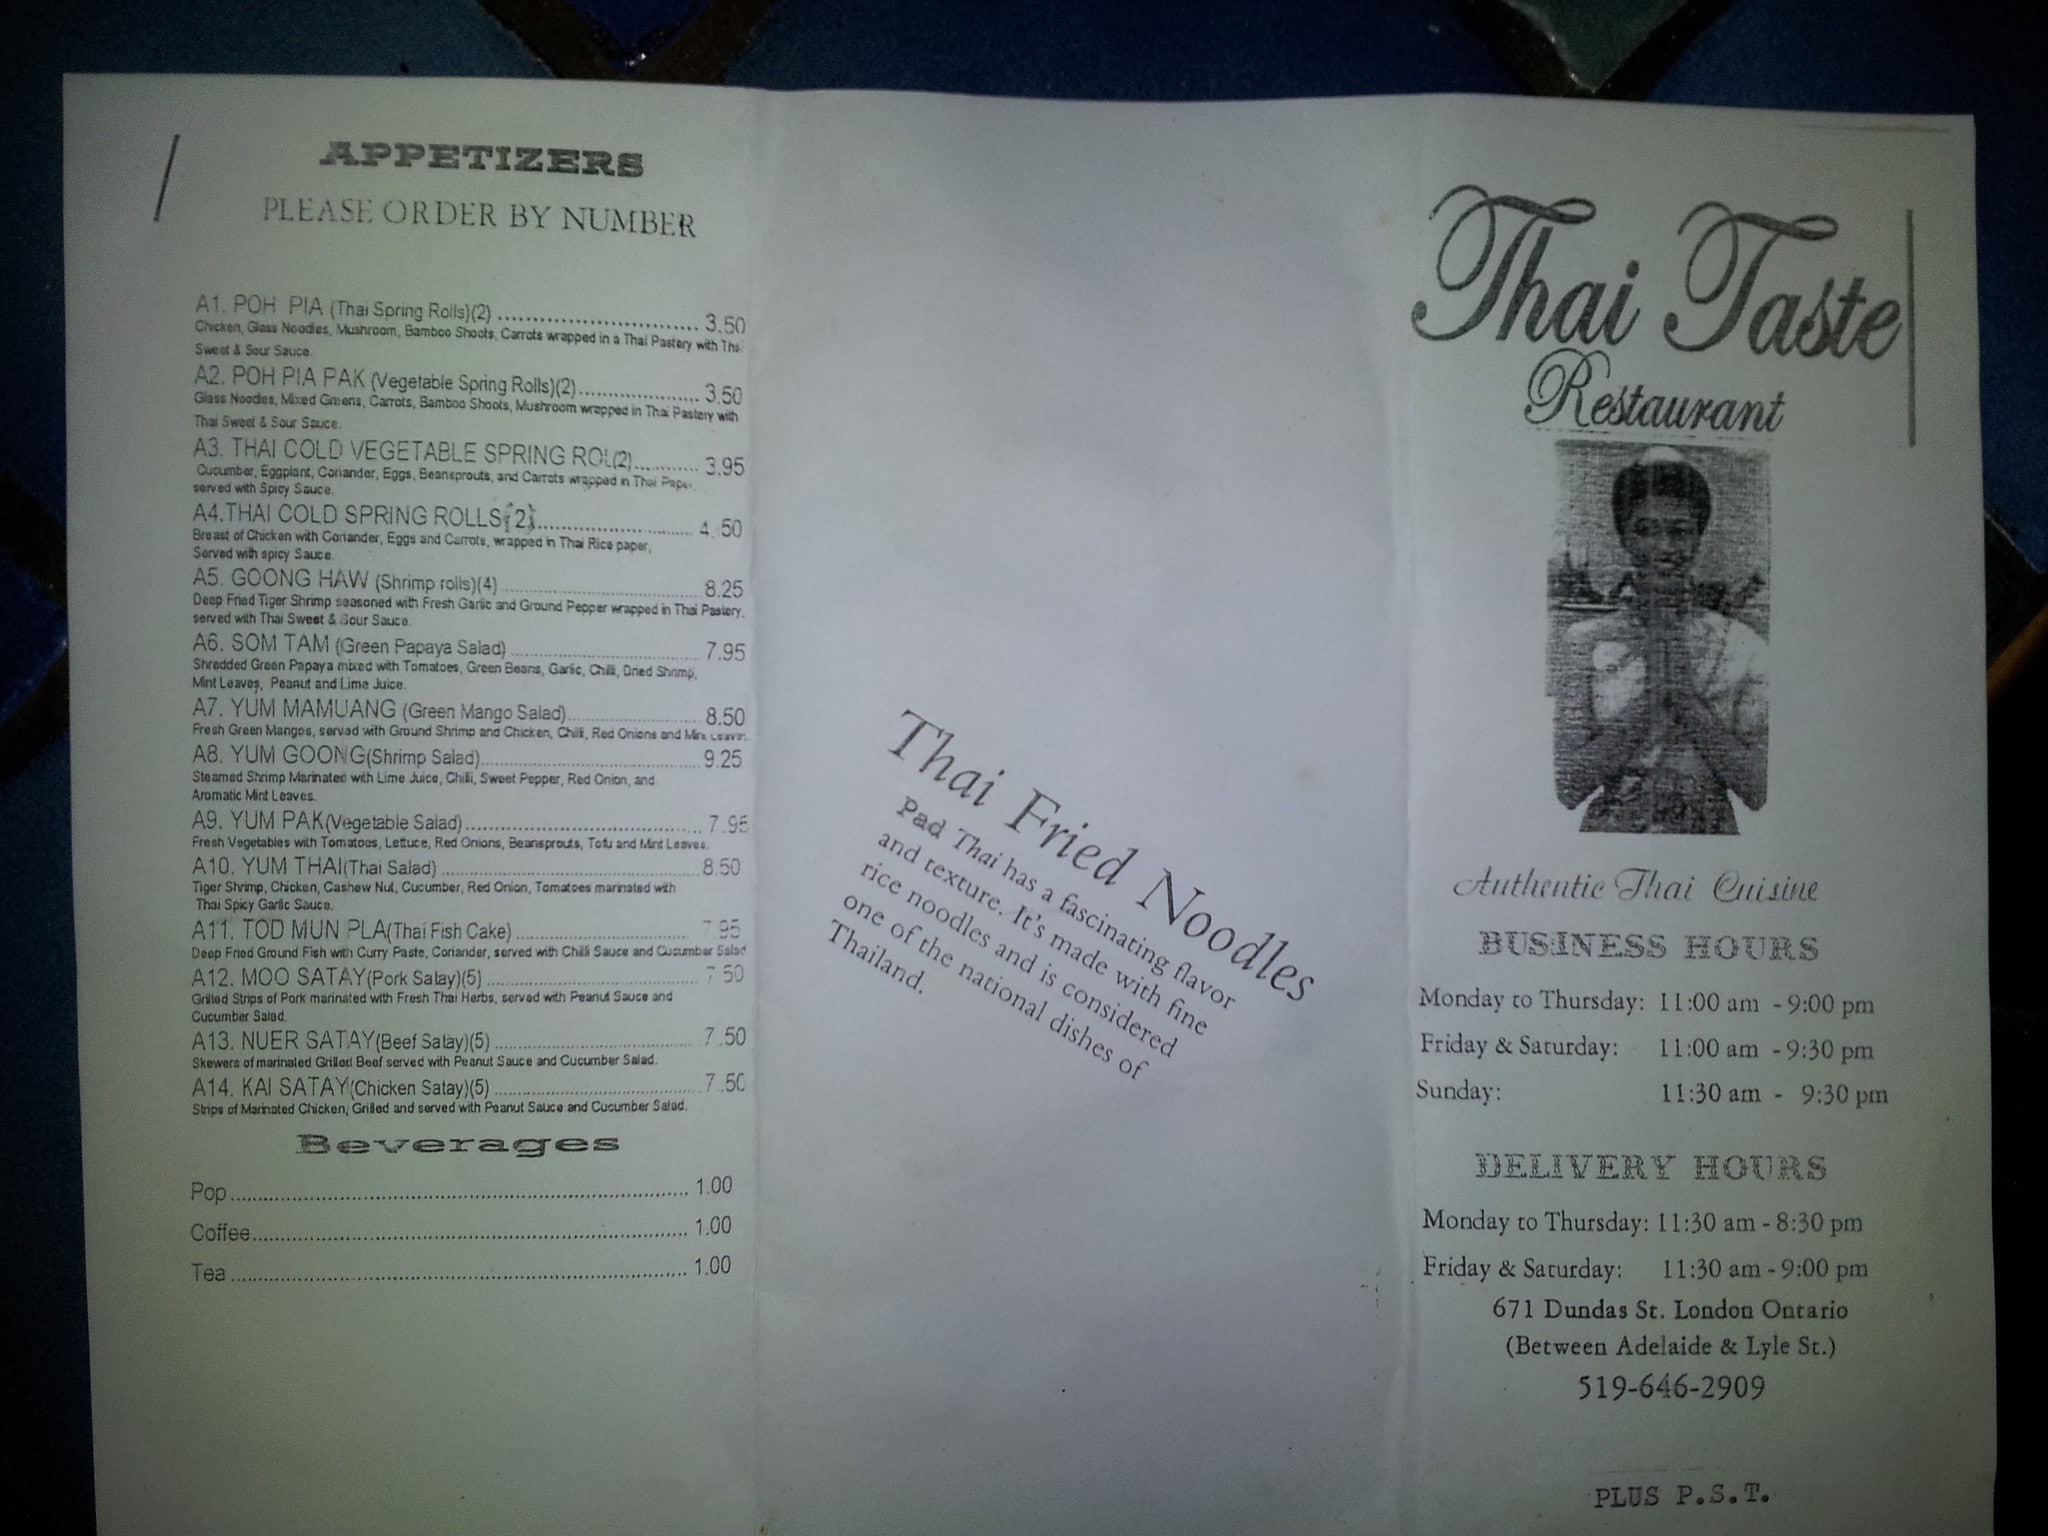 APPETIZERS
PLEASE ORDER BY NUMBER
A1. POH PIA (Thai Spring Rolls)(2) ................................ 3.50
Chicken, Glass Noodles, Mushroom, Bamboo Shoots, Carrots wrapped in a Thai Pastery with Thai
Sweet & Sour Sauce.
A2. POH PIA PAK (Vegetable Spring Rolls)(2)..................... 3.50
Glass Noodles, Mixed Greens, Carrots, Bamboo Shoots, Mushroom wrapped in Thai Pastery with
Thai Sweet & Sour Sauce.
A3. THAI COLD VEGETABLE SPRING ROL(2)........... 3.95
Cucumber, Eggplant, Coriander, Eggs, Beansprouts, and Carrots wrapped in Thai Paper,
served with Spicy Sauce.
A4.THAI COLD SPRING ROLLS(2)........................... 4.50
Breast of Chicken with Coriander, Eggs and Carrots, wrapped in Thai Rice paper,
Served with spicy Sauce.
A5. GOONG HAW (Shrimp rolls)(4) .................................. 8.25
Deep Fried Tiger Shrimp seasoned with Fresh Garlic and Ground Pepper wrapped in Thai Pastery,
served with Thai Sweet & Sour Sauce.
A6. SOM TAM (Green Papaya Salad) ................................ 7.95
Shredded Green Papaya mixed with Tomatoes, Green Beans, Garlic, Chilli, Dried Shrimp,
Mint Leaves, Peanut and Lime Juice.
A7. YUM MAMUANG (Green Mango Salad)...................... 8.50
Fresh Green Mangos, served with Ground Shrimp and Chicken, Chilli, Red Onions and Mint Leaves.
A8. YUM GOONG(Shrimp Salad)..................................... 9.25
Steamed Shrimp Marinated with Lime Juice, Chilli, Sweet Pepper, Red Onion, and
Aromatic Mint Leaves.
A9. YUM PAK(Vegetable Salad)........................................ 7.95
Fresh Vegetables with Tomatoes, Lettuce, Red Onions, Beansprouts, Tofu and Mint Leaves.
A10. YUM THAI(Thai Salad) ............................................ 8.50
Tiger Shrimp, Chicken, Cashew Nut, Cucumber, Red Onion, Tomatoes marinated with
Thai Spicy Garlic Sauce.
A11. TOD MUN PLA(Thai Fish Cake) .............................. 7.95
Deep Fried Ground Fish with Curry Paste, Coriander, served with Chilli Sauce and Cucumber Salad
A12. MOO SATAY(Pork Satay)(5) .................................... 7.50
Grilled Strips of Pork marinated with Fresh Thai Herbs, served with Peanut Sauce and
Cucumber Salad.
A13. NUER SATAY(Beef Satay)(5) ................................... 7.50
Skewers of marinated Grilled Beef served with Peanut Sauce and Cucumber Salad.
A14. KAI SATAY(Chicken Satay)(5) ................................. 7.50
Strips of Marinated Chicken, Grilled and served with Peanut Sauce and Cucumber Salad.
Beverages
Pop ........................................................................ 1.00
Coffee..................................................................... 1.00
Tea ........................................................................ 1.00
Thai Fried Noodles
Pad Thai has a fascinating flavor
and texture. It's made with fine
rice noodles and is considered
one of the national dishes of
Thailand.
Thai Taste
Restaurant
Authentic Thai Cuisine
BUSINESS HOURS
Monday to Thursday: 11:00 am - 9:00 pm
Friday & Saturday: 11:00 am - 9:30 pm
Sunday: 11:30 am - 9:30 pm
DELIVERY HOURS
Monday to Thursday: 11:30 am - 8:30 pm
Friday & Saturday: 11:30 am - 9:00 pm
671 Dundas St. London Ontario
(Between Adelaide & Lyle St.)
519-646-2909
PLUS P.S.T.